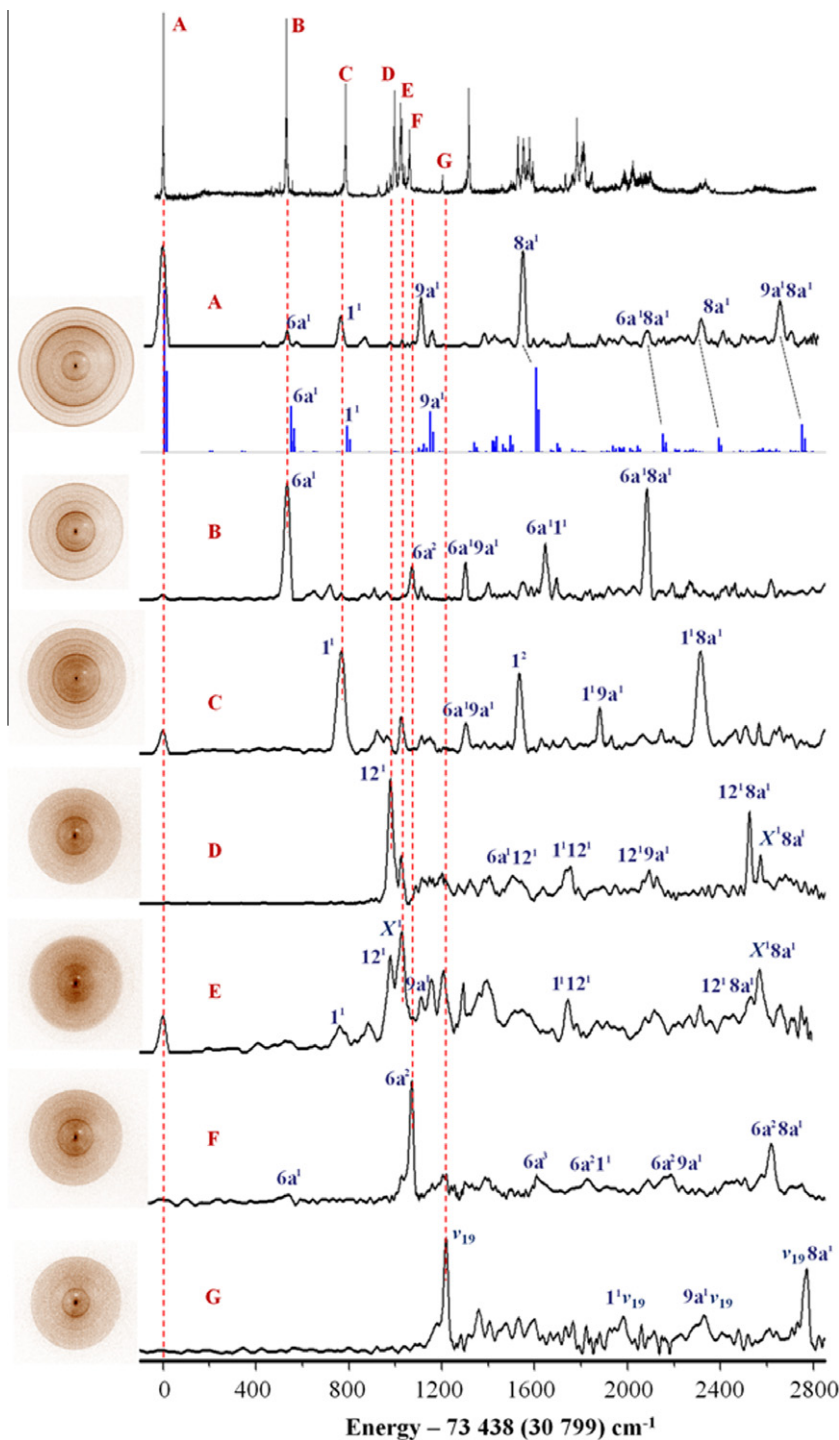 A
B
C
D
E
F
G
A
6a¹
1¹
9a¹
8a¹
6a¹8a¹
8a¹
9a¹8a¹
6a¹
1¹
9a¹
B
6a¹
6a²
6a¹9a¹
6a¹1¹
6a¹8a¹
C
1¹
6a¹9a¹
1²
1¹9a¹
1¹8a¹
D
12¹
6a¹12¹
1¹12¹
12¹9a¹
12¹8a¹
X¹8a¹
E
1¹
12¹
X¹
9a¹
1¹12¹
12¹8a¹
X¹8a¹
F
6a¹
6a²
6a³
6a²1¹
6a²9a¹
6a²8a¹
G
ν₁₉
1¹ν₁₉
9a¹ν₁₉
ν₁₉8a¹
0 400 800 1200 1600 2000 2400 2800
Energy – 73 438 (30 799) cm⁻¹